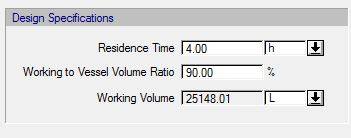 Design Specifications
Residence Time 4.00 h
Working to Vessel Volume Ratio 90.00 %
Working Volume 25148.01 L